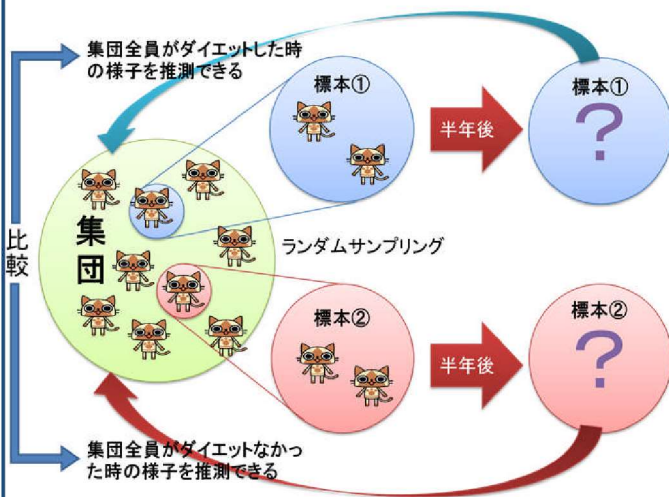 集団全員がダイエットした時
の様子を推測できる
標本①
半年後
標本①
?
比較
集団
ランダムサンプリング
標本②
半年後
標本②
?
集団全員がダイエットなかっ
た時の様子を推測できる